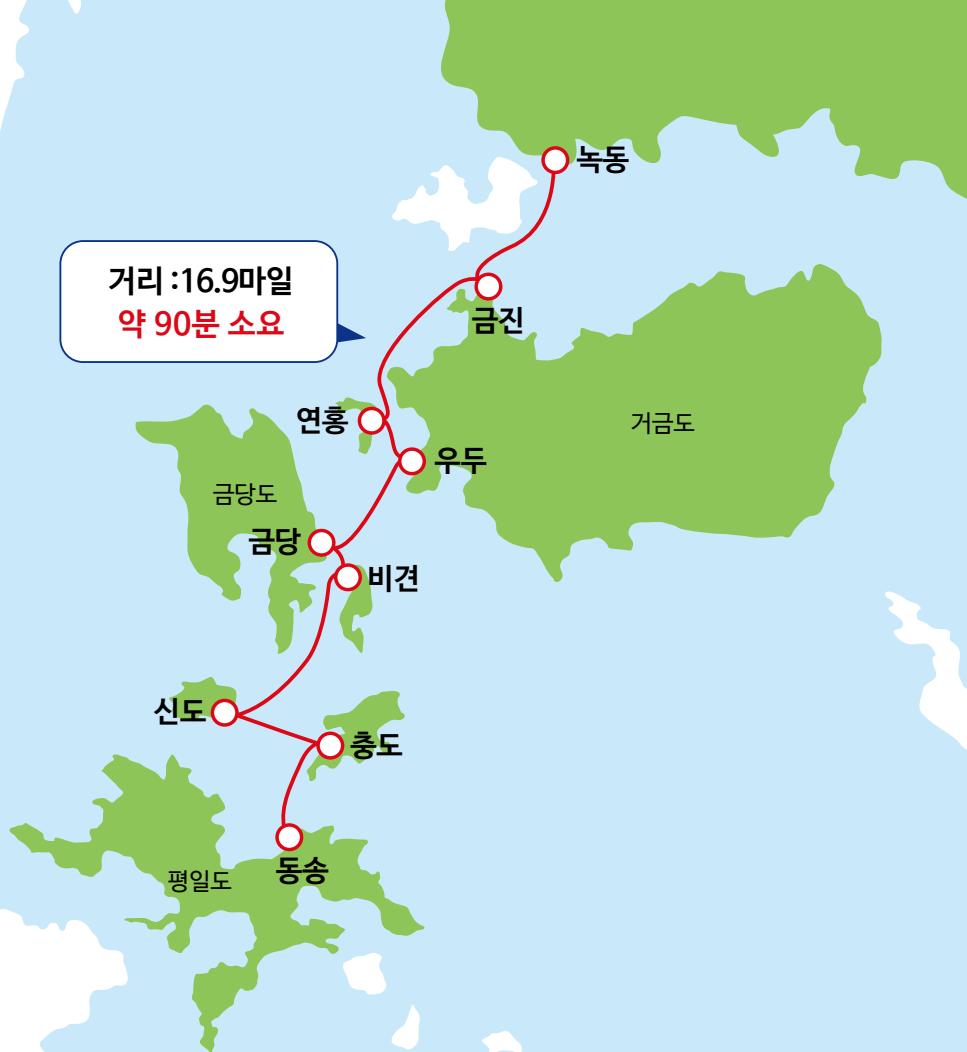 녹동
거리 :16.9마일
약 90분 소요
금진
연홍
거금도
우두
금당도
금당
비견
신도
충도
동송
평일도